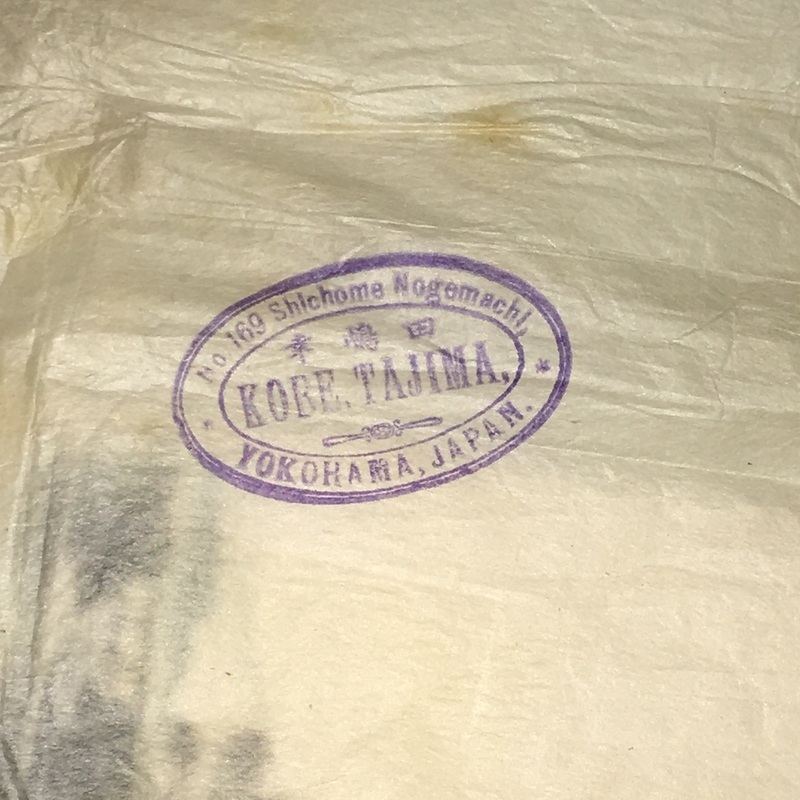 No 169 Shichome Nogemachi,
幸嶋田
KOBE. TAJIMA,
YOKOHAMA, JAPAN.